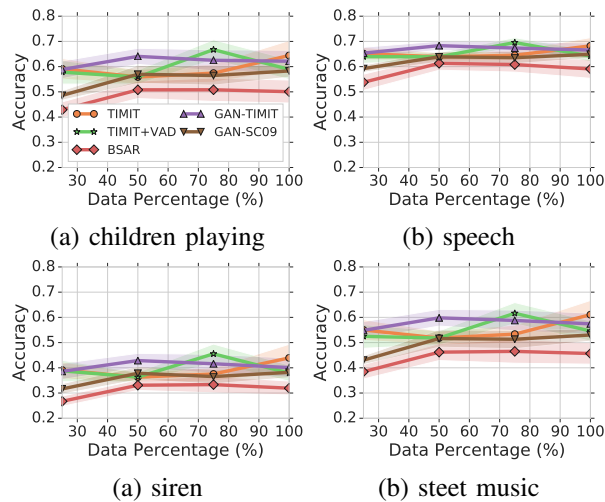 0.8
0.7
0.6
0.5
0.4
0.3
0.2
Accuracy
TIMIT
TIMIT+VAD
BSAR
GAN-TIMIT
GAN-SC09
30 40 50 60 70 80 90 100
Data Percentage (%)
(a) children playing
0.8
0.7
0.6
0.5
0.4
0.3
0.2
Accuracy
30 40 50 60 70 80 90 100
Data Percentage (%)
(b) speech
0.8
0.7
0.6
0.5
0.4
0.3
0.2
Accuracy
30 40 50 60 70 80 90 100
Data Percentage (%)
(a) siren
0.8
0.7
0.6
0.5
0.4
0.3
0.2
Accuracy
30 40 50 60 70 80 90 100
Data Percentage (%)
(b) steet music